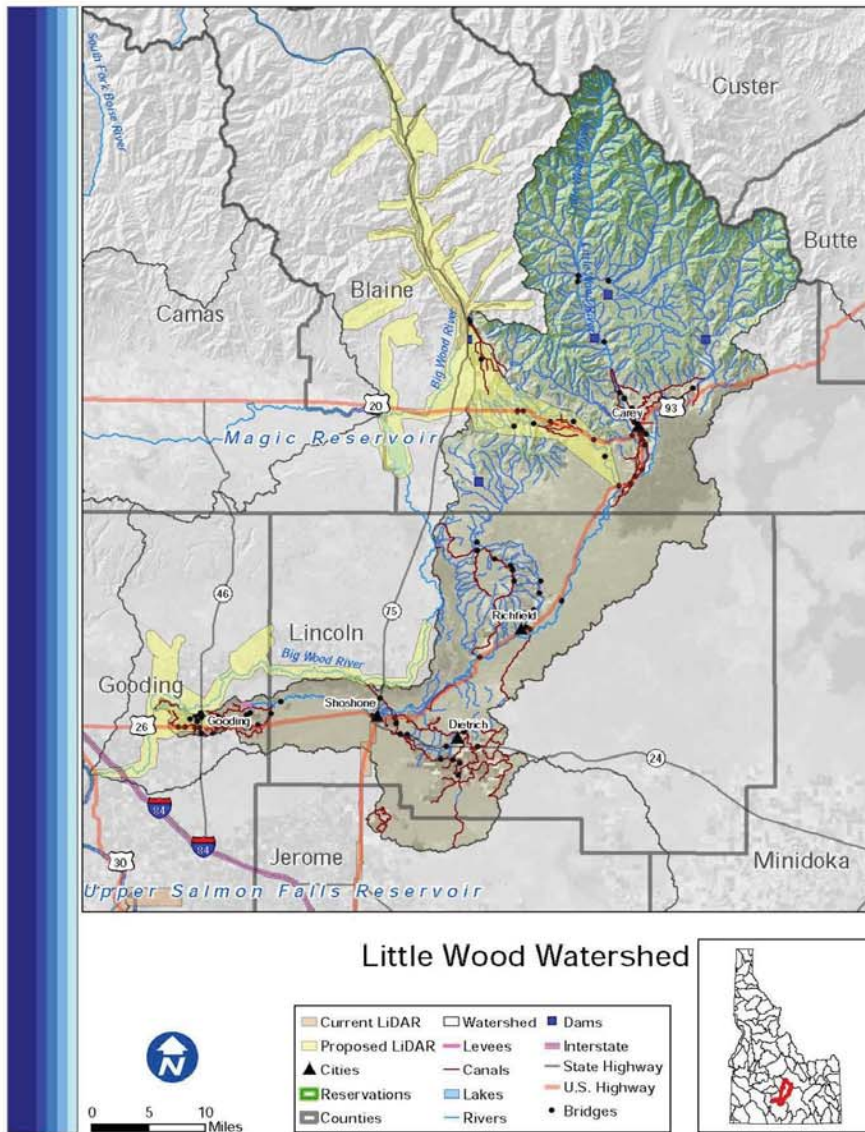 South Fork Boise River
Custer
Butte
Blaine
Camas
Big Wood River
Little Wood River
20
Carey
93
Magic Reservoir
46
75
Richfield
Lincoln
Big Wood River
Gooding
Shoshone
Gooding
Dietrich
26
24
84
84
30
Jerome
Minidoka
Upper Salmon Falls Reservoir
Little Wood Watershed
Current LiDAR
Proposed LiDAR
Cities
Reservations
Counties
Watershed
Levees
Canals
Lakes
Rivers
Dams
Interstate
State Highway
U.S. Highway
Bridges
N
0 5 10
Miles